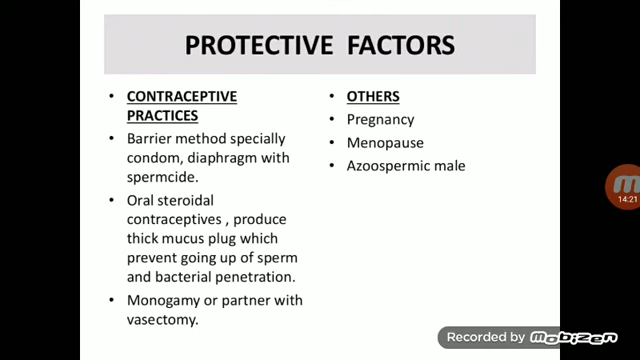 PROTECTIVE FACTORS
• CONTRACEPTIVE
PRACTICES
• Barrier method specially
condom, diaphragm with
spermcide.
• Oral steroidal
contraceptives , produce
thick mucus plug which
prevent going up of sperm
and bacterial penetration.
• Monogamy or partner with
vasectomy.
• OTHERS
• Pregnancy
• Menopause
• Azoospermic male
14:21
Recorded by mobizen